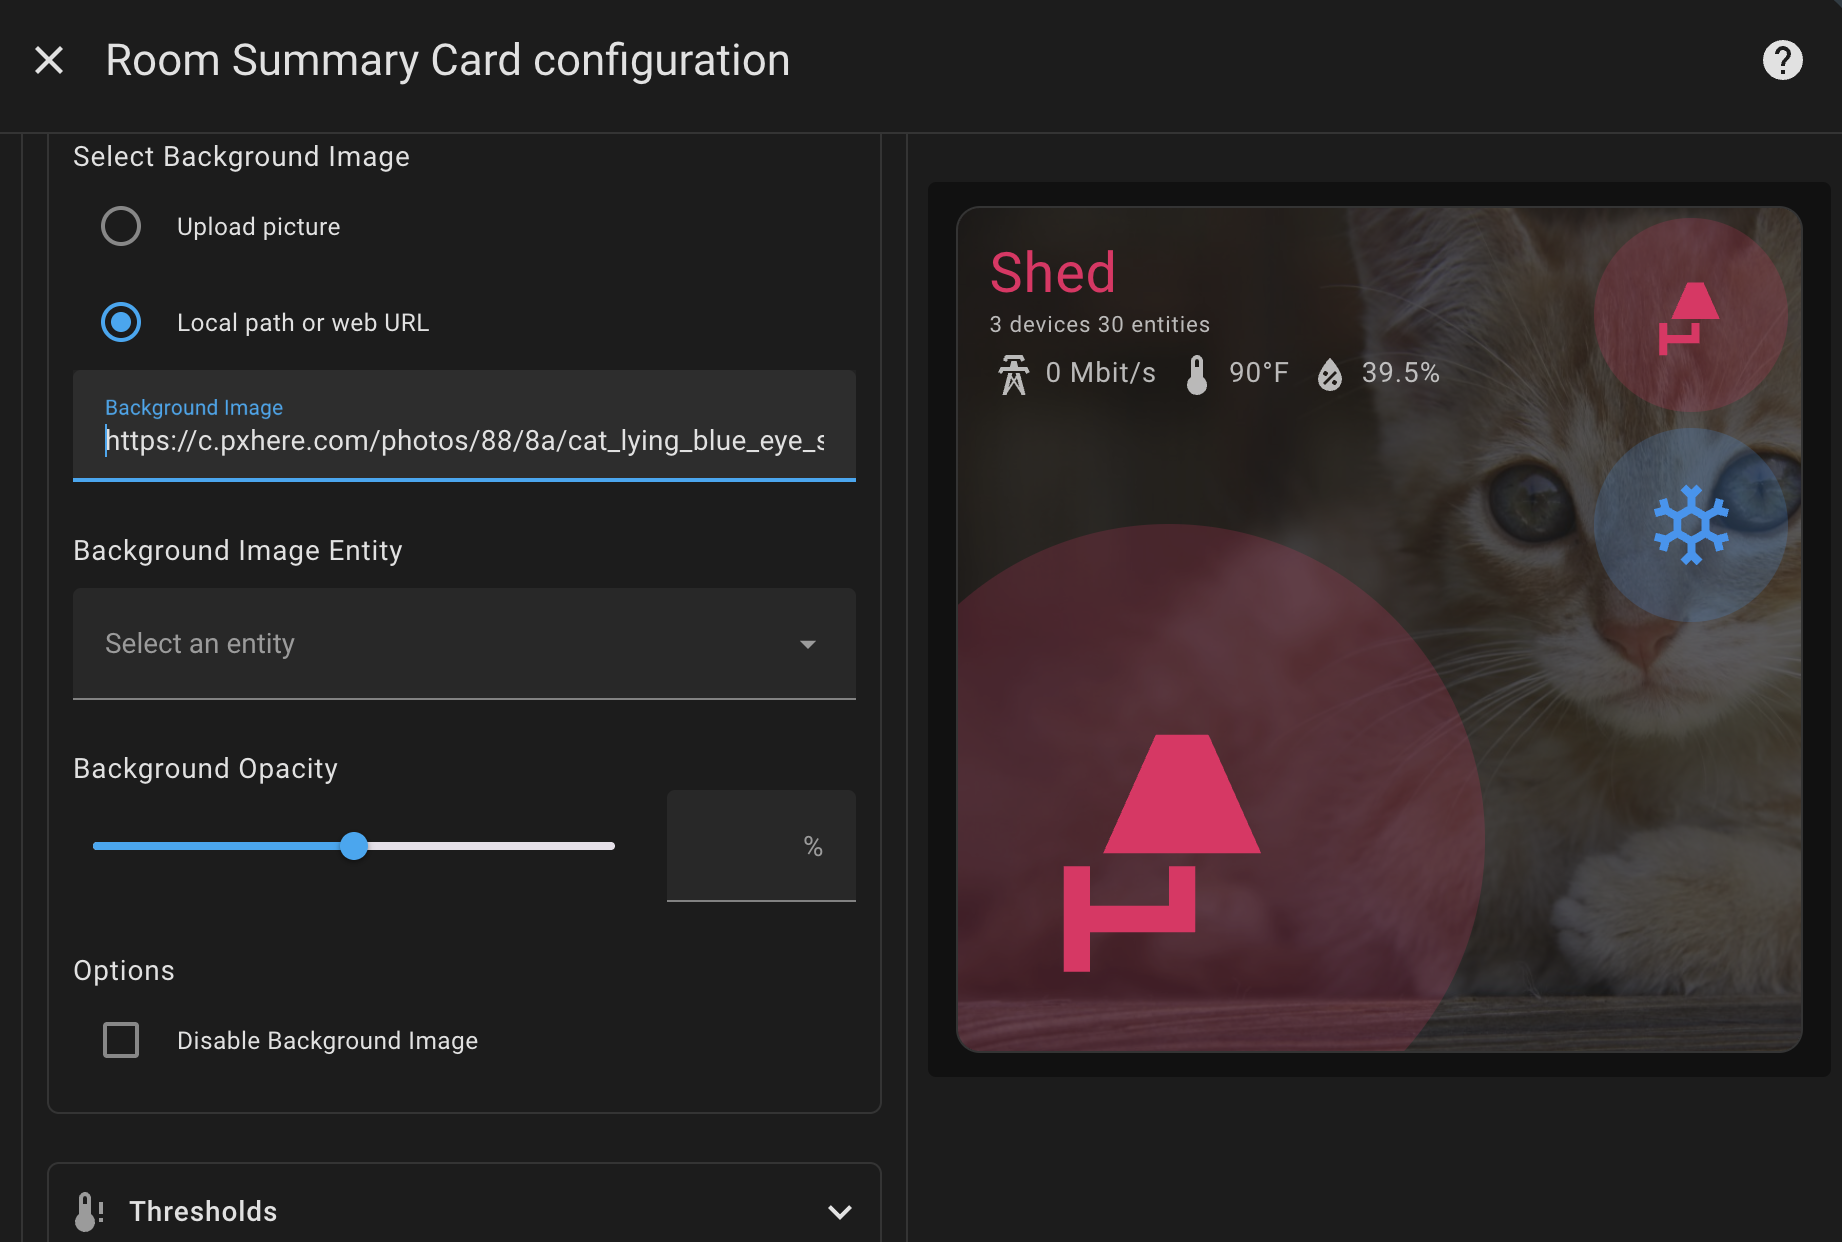 Room Summary Card configuration
Select Background Image
Upload picture
Local path or web URL
Background Image
https://c.pxhere.com/photos/88/8a/cat_lying_blue_eye_s
Background Image Entity
Select an entity
Background Opacity
%
Options
Disable Background Image
Thresholds
Shed
3 devices 30 entities
0 Mbit/s 90°F 39.5%